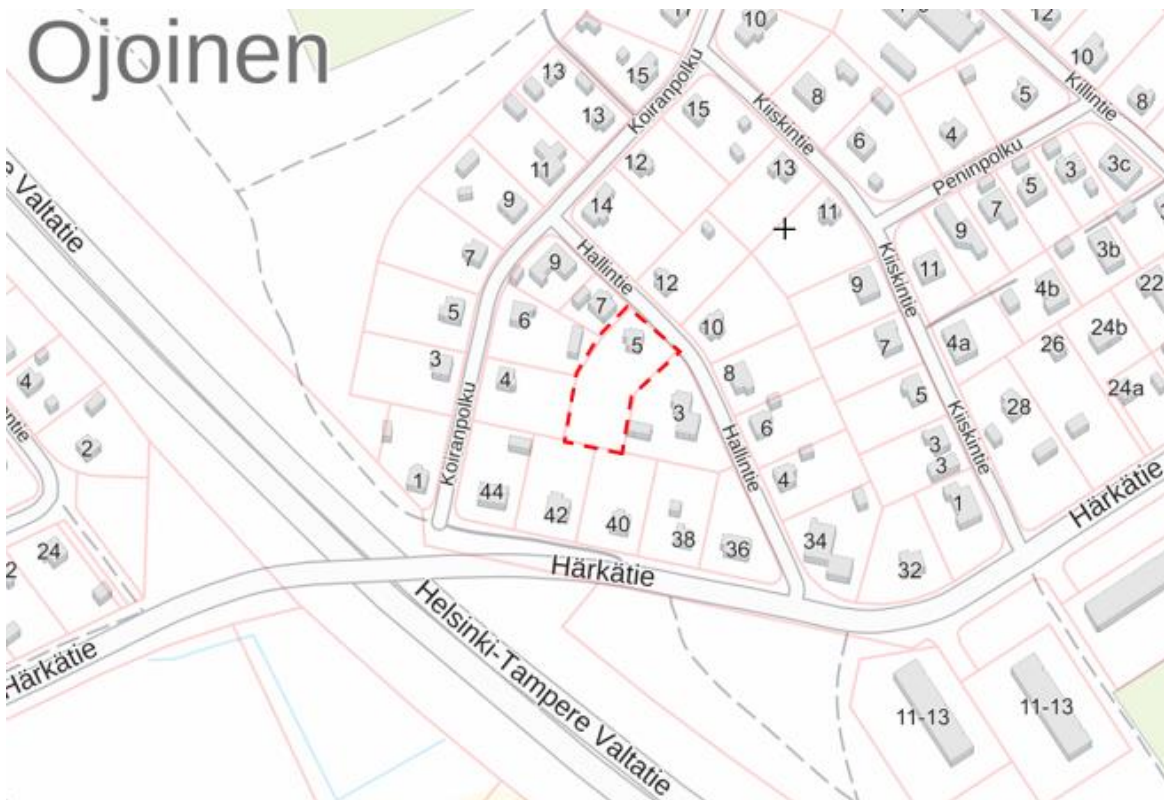 Ojoinen
10
12
10
8
Killintie
5
4
Peninpolku
3
3c
5
7
9
11
3b
22
4b
24b
26
24a
28
4a
13
15
13
11
9
7
5
3
1
Koiranpolku
15
12
14
13
11
Kiiskintie
8
6
Hallintie
9
7
5
6
4
3
12
10
8
6
4
Kiiskintie
9
7
5
3
3
1
Kiiskintie
Hallintie
Koiranpolku
44
42
40
38
36
34
32
Härkätie
Härkätie
Härkätie
Valtatie
Helsinki-Tampere Valtatie
4
2
24
11-13
11-13